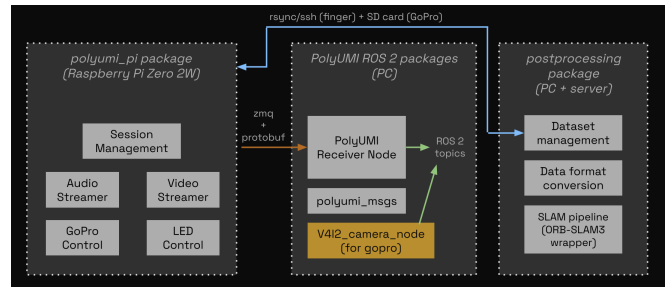 rsync/ssh (finger) + SD card (GoPro)
polyumi_pi package
(Raspberry Pi Zero 2W)
Session
Management
Audio
Streamer
Video
Streamer
GoPro
Control
LED
Control
zmq
+
protobuf
PolyUMI ROS 2 packages
(PC)
PolyUMI
Receiver Node
polyumi_msgs
V4l2_camera_node
(for gopro)
ROS 2
topics
postprocessing
package
(PC + server)
Dataset
management
Data format
conversion
SLAM pipeline
(ORB-SLAM3
wrapper)